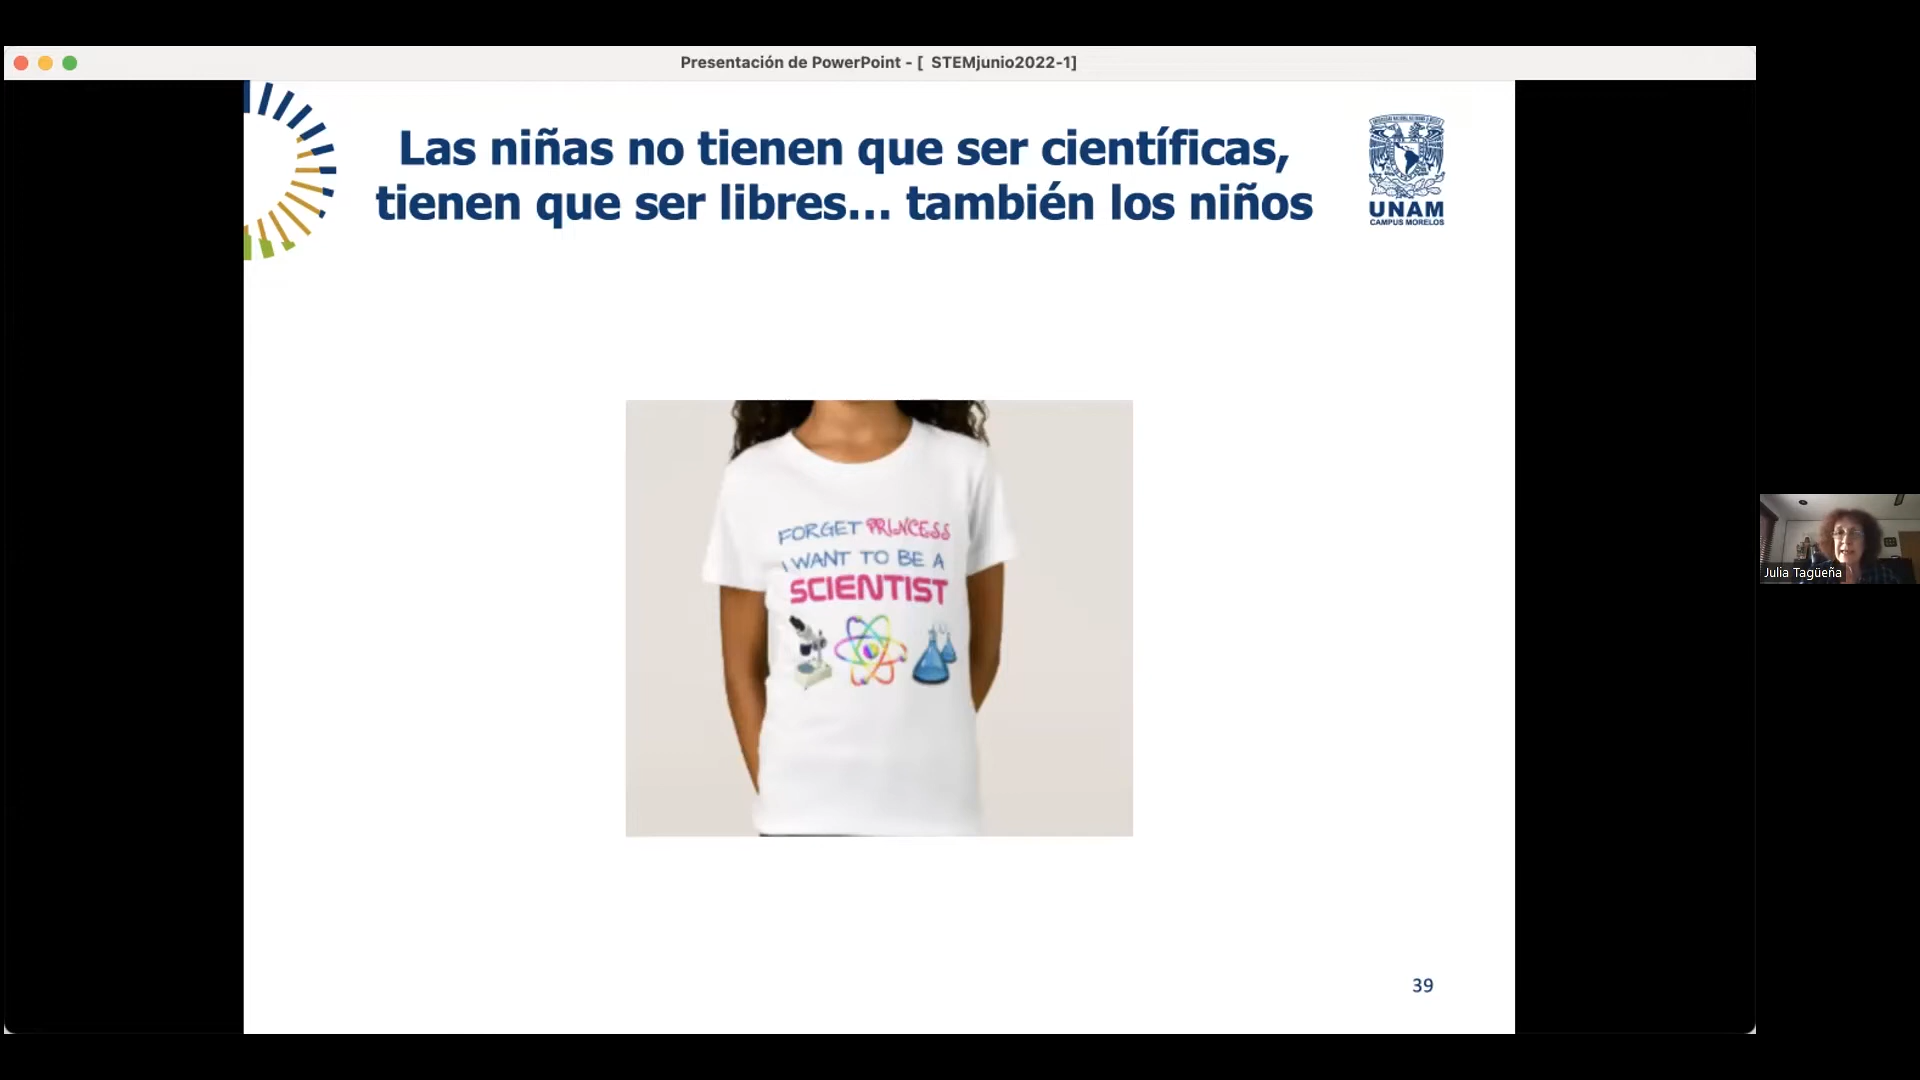 Presentación de PowerPoint - [ STEMjunio2022-1]
Las niñas no tienen que ser científicas,
tienen que ser libres... también los niños
UNAM
CAMPUS MORELOS
FORGET PRINCESS
I WANT TO BE A
SCIENTIST
39
Julia Tagüeña